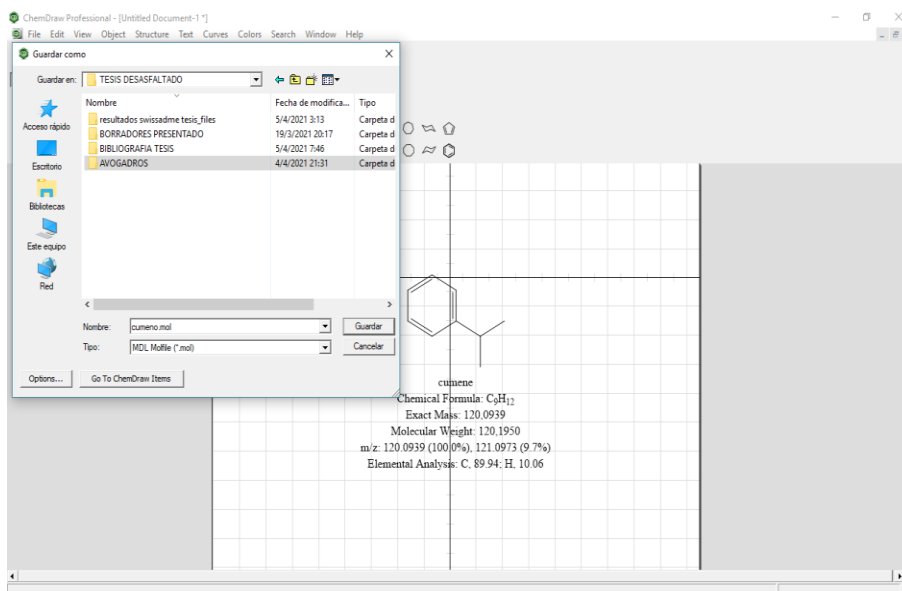 ChemDraw Professional - [Untitled Document-1 *]
File Edit View Object Structure Text Curves Colors Search Window Help
Guardar como
Guardar en: TESIS DESASFALTADO
Nombre Fecha de modifica... Tipo
resultados swissadme tesis_files 5/4/2021 3:13 Carpeta d
BORRADORES PRESENTADO 19/3/2021 20:17 Carpeta d
BIBLIOGRAFIA TESIS 5/4/2021 7:46 Carpeta d
AVOGADROS 4/4/2021 21:31 Carpeta d
Acceso rápido
Escritorio
Bibliotecas
Este equipo
Red
Nombre: cumeno.mol Guardar
Tipo: MDL Molfile (*.mol) Cancelar
Options... Go To ChemDraw Items
cumene
Chemical Formula: C₉H₁₂
Exact Mass: 120,0939
Molecular Weight: 120,1950
m/z: 120.0939 (100.0%), 121.0973 (9.7%)
Elemental Analysis: C, 89.94; H, 10.06